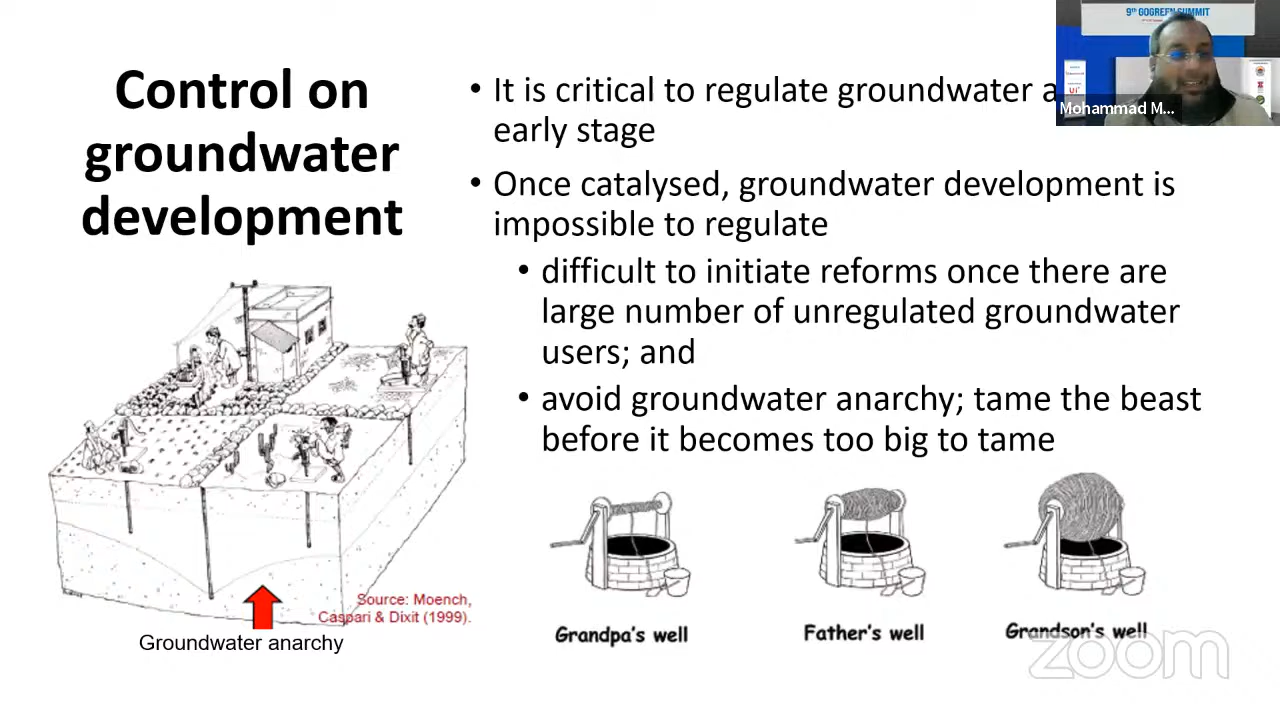 Control on
groundwater
development
• It is critical to regulate groundwater a
early stage
• Once catalysed, groundwater development is
impossible to regulate
• difficult to initiate reforms once there are
large number of unregulated groundwater
users; and
• avoid groundwater anarchy; tame the beast
before it becomes too big to tame
Source: Moench,
Caspari & Dixit (1999).
Groundwater anarchy
Grandpa's well
Father's well
Grandson's well
9th GOGREEN SUMMIT
Mohammad M...
zoom